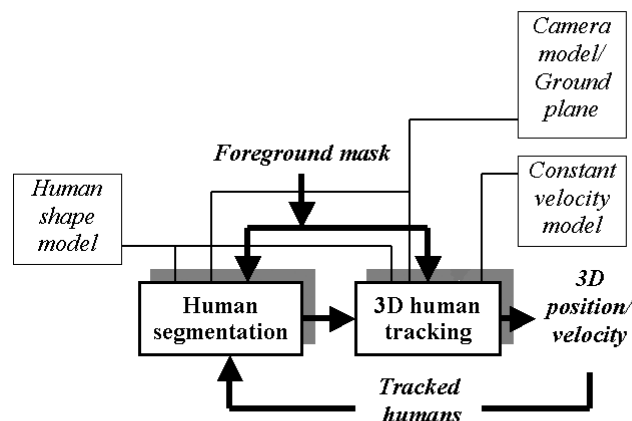 Camera
model/
Ground
plane
Foreground mask
Human
shape
model
Constant
velocity
model
Human
segmentation
3D human
tracking
3D
position/
velocity
Tracked
humans